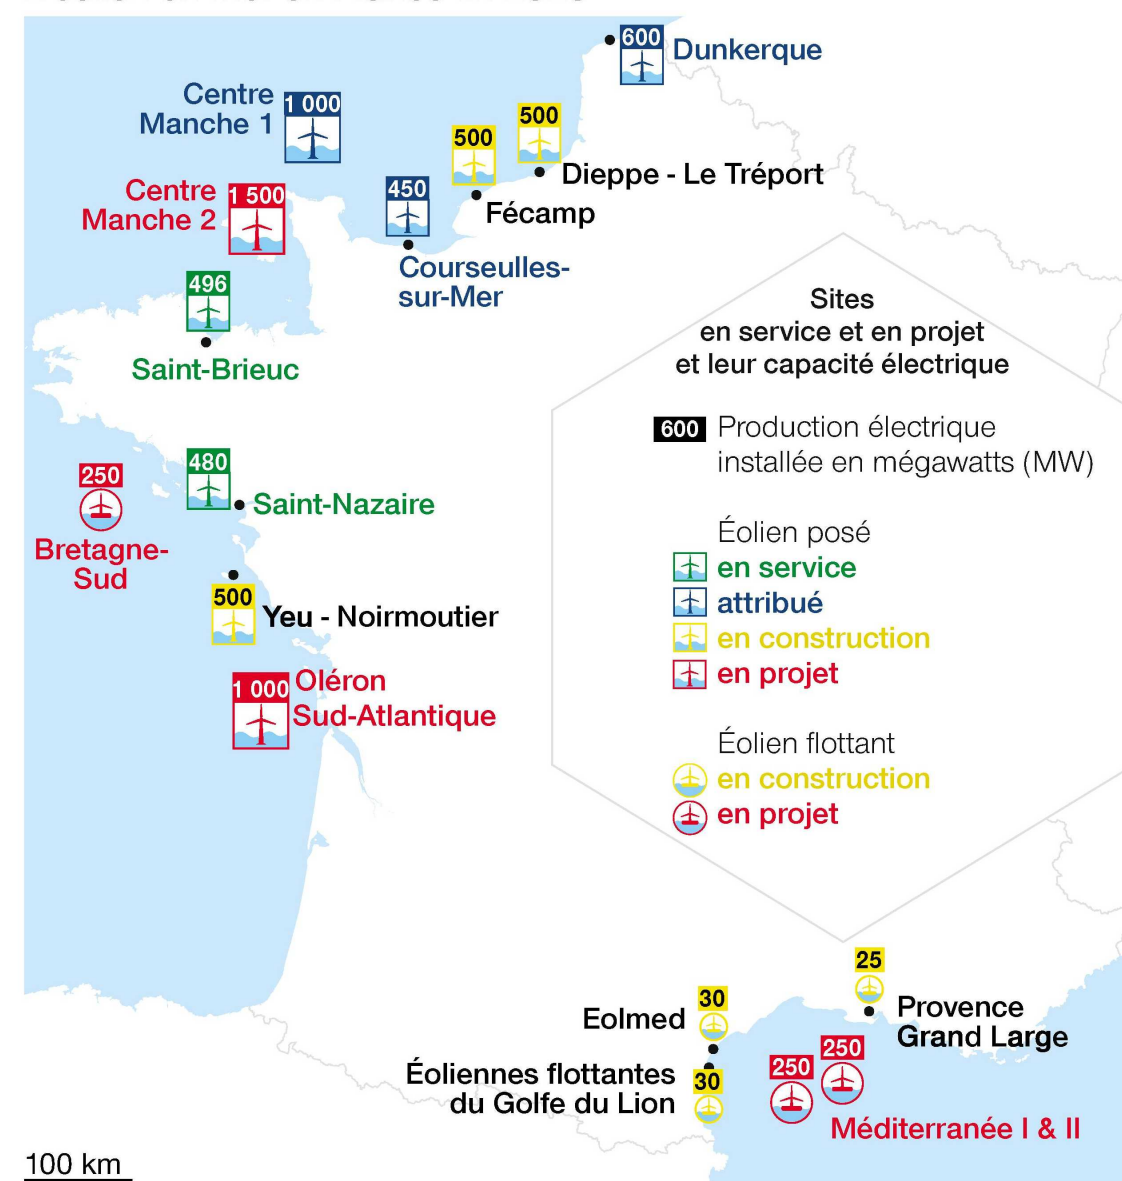 600
Dunkerque
Centre
Manche 1
1 000
500
500
Dieppe - Le Tréport
Centre
Manche 2
1 500
450
Fécamp
Courseulles-
sur-Mer
496
Saint-Brieuc
Sites
en service et en projet
et leur capacité électrique
600 Production électrique
installée en mégawatts (MW)
Éolien posé
en service
attribué
en construction
en projet
Éolien flottant
en construction
en projet
480
Saint-Nazaire
250
Bretagne-
Sud
500
Yeu - Noirmoutier
1 000
Oléron
Sud-Atlantique
25
Provence
Grand Large
30
Eolmed
Éoliennes flottantes
du Golfe du Lion
30
250
250
Méditerranée I & II
100 km